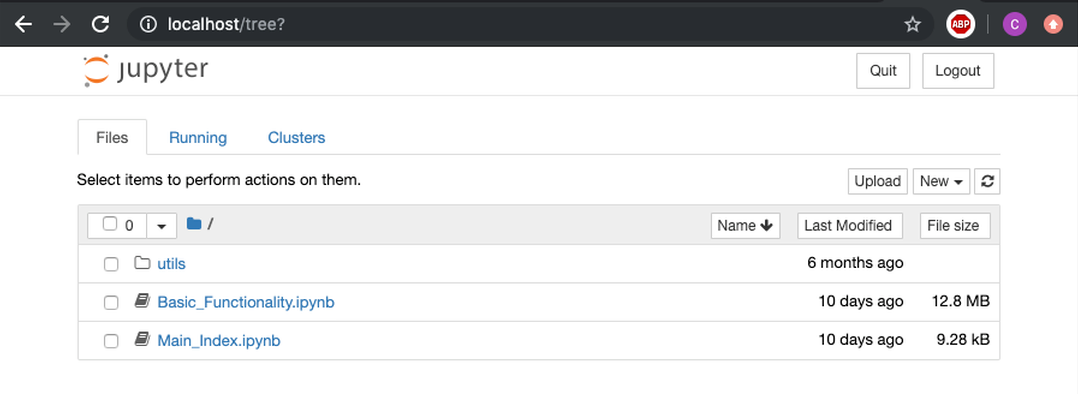 localhost/tree?
ABP
C
jupyter
Quit
Logout
Files
Running
Clusters
Select items to perform actions on them.
Upload
New
0
/
Name
Last Modified
File size
utils
6 months ago
Basic_Functionality.ipynb
10 days ago
12.8 MB
Main_Index.ipynb
10 days ago
9.28 kB